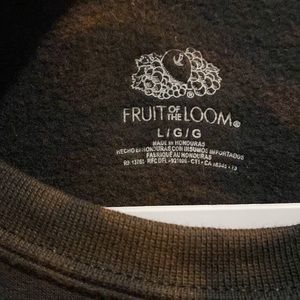 FRUIT OF THE LOOM®
L/G/G
MADE IN HONDURAS
HECHO EN HONDURAS CON INSUMOS IMPORTADOS
FABRIQUÉ AU HONDURAS